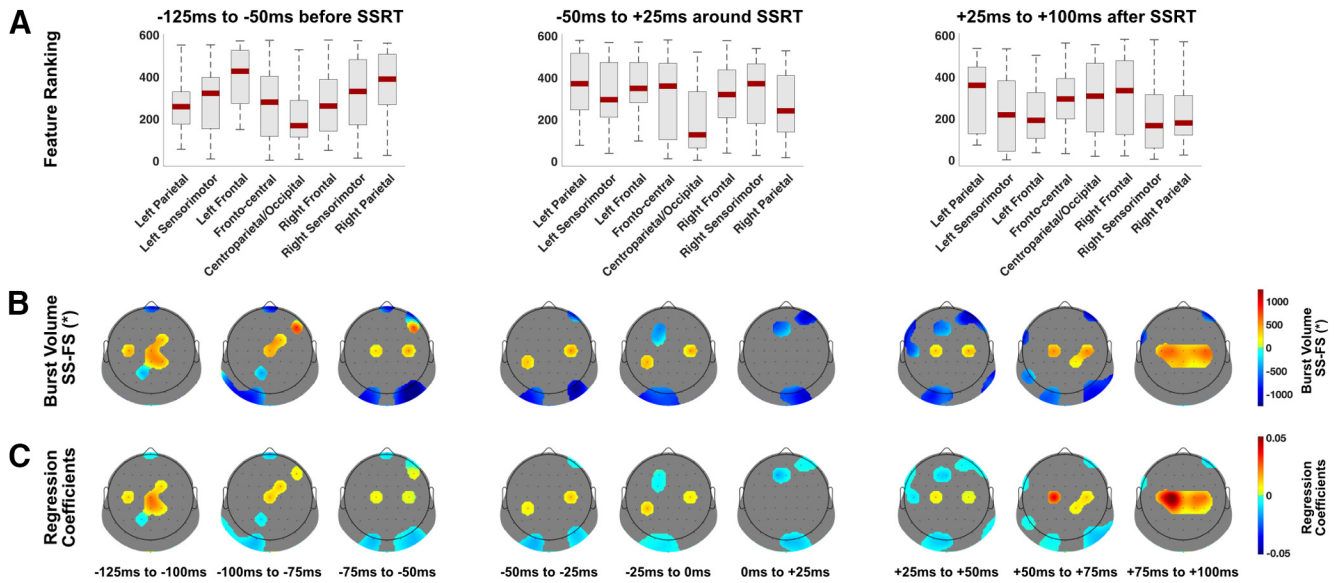 A
-125ms to -50ms before SSRT
-50ms to +25ms around SSRT
+25ms to +100ms after SSRT
Feature Ranking
600
400
200
0
Left Parietal
Left Sensorimotor
Left Frontal
Fronto-central
Centroparietal/Occipital
Right Frontal
Right Sensorimotor
Right Parietal
600
400
200
0
Left Parietal
Left Sensorimotor
Left Frontal
Fronto-central
Centroparietal/Occipital
Right Frontal
Right Sensorimotor
Right Parietal
600
400
200
0
Left Parietal
Left Sensorimotor
Left Frontal
Fronto-central
Centroparietal/Occipital
Right Frontal
Right Sensorimotor
Right Parietal
B
Burst Volume
SS-FS (*)
1000
500
0
-500
-1000
Burst Volume
SS-FS (*)
C
Regression
Coefficients
0.05
0
-0.05
Regression
Coefficients
-125ms to -100ms
-100ms to -75ms
-75ms to -50ms
-50ms to -25ms
-25ms to 0ms
0ms to +25ms
+25ms to +50ms
+50ms to +75ms
+75ms to +100ms